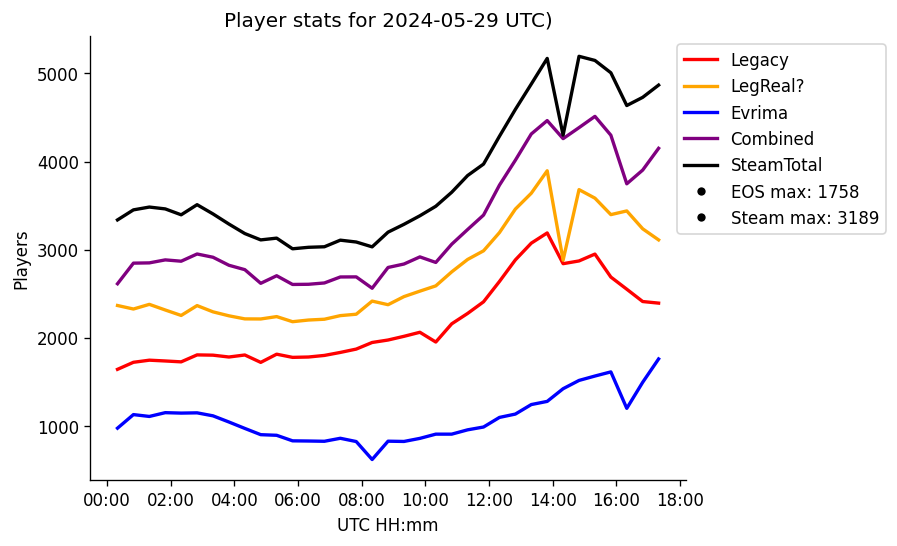 Player stats for 2024-05-29 UTC)
Legacy
LegReal?
Evrima
Combined
SteamTotal
EOS max: 1758
Steam max: 3189
Players
5000
4000
3000
2000
1000
00:00 02:00 04:00 06:00 08:00 10:00 12:00 14:00 16:00 18:00
UTC HH:mm